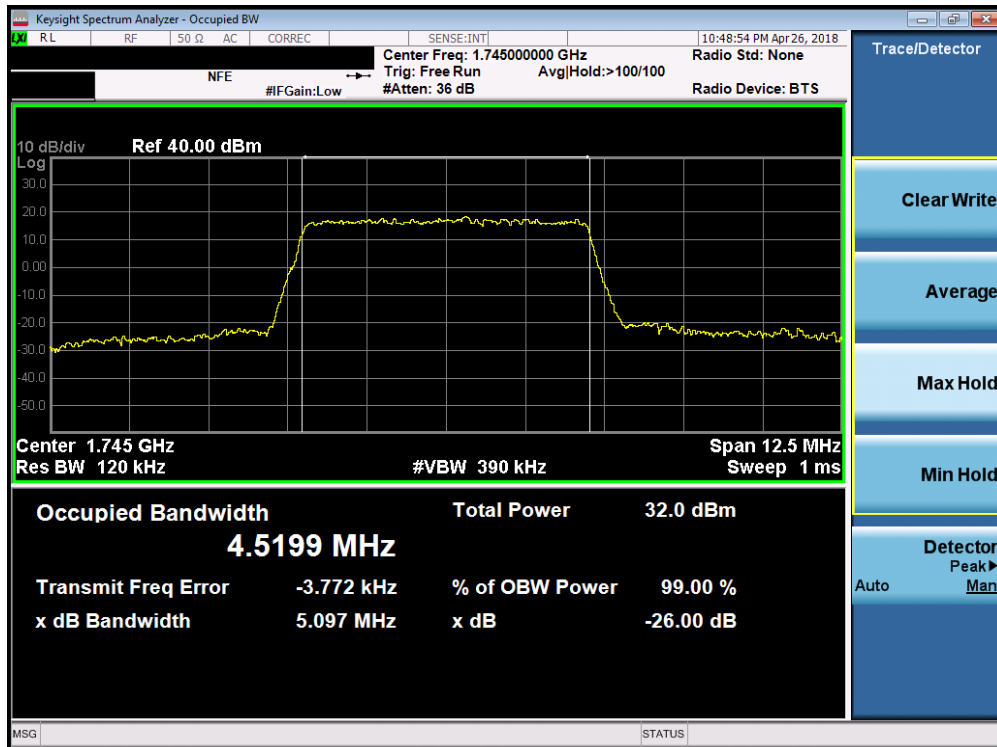 Keysight Spectrum Analyzer - Occupied BW
LXI RL RF 50 Ω AC CORREC SENSE:INT 10:48:54 PM Apr 26, 2018
Center Freq: 1.745000000 GHz Radio Std: None
NFE Trig: Free Run Avg|Hold:>100/100
#IFGain:Low #Atten: 36 dB Radio Device: BTS
10 dB/div Ref 40.00 dBm
Log
30.0
20.0
10.0
0.00
-10.0
-20.0
-30.0
-40.0
-50.0
Center 1.745 GHz Span 12.5 MHz
Res BW 120 kHz #VBW 390 kHz Sweep 1 ms
Occupied Bandwidth Total Power 32.0 dBm
4.5199 MHz
Transmit Freq Error -3.772 kHz % of OBW Power 99.00 %
x dB Bandwidth 5.097 MHz x dB -26.00 dB
Trace/Detector
Clear Write
Average
Max Hold
Min Hold
Detector
Peak▶
Auto Man
MSG STATUS